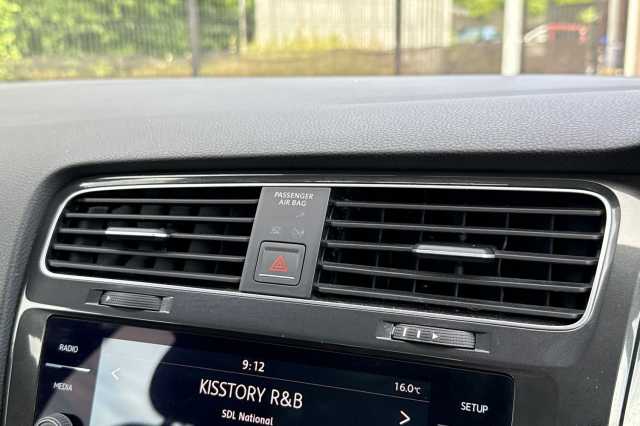 PASSENGER
AIR BAG
RADIO
MEDIA
9:12
16.0°C
KISSTORY R&B
SDL National
SETUP